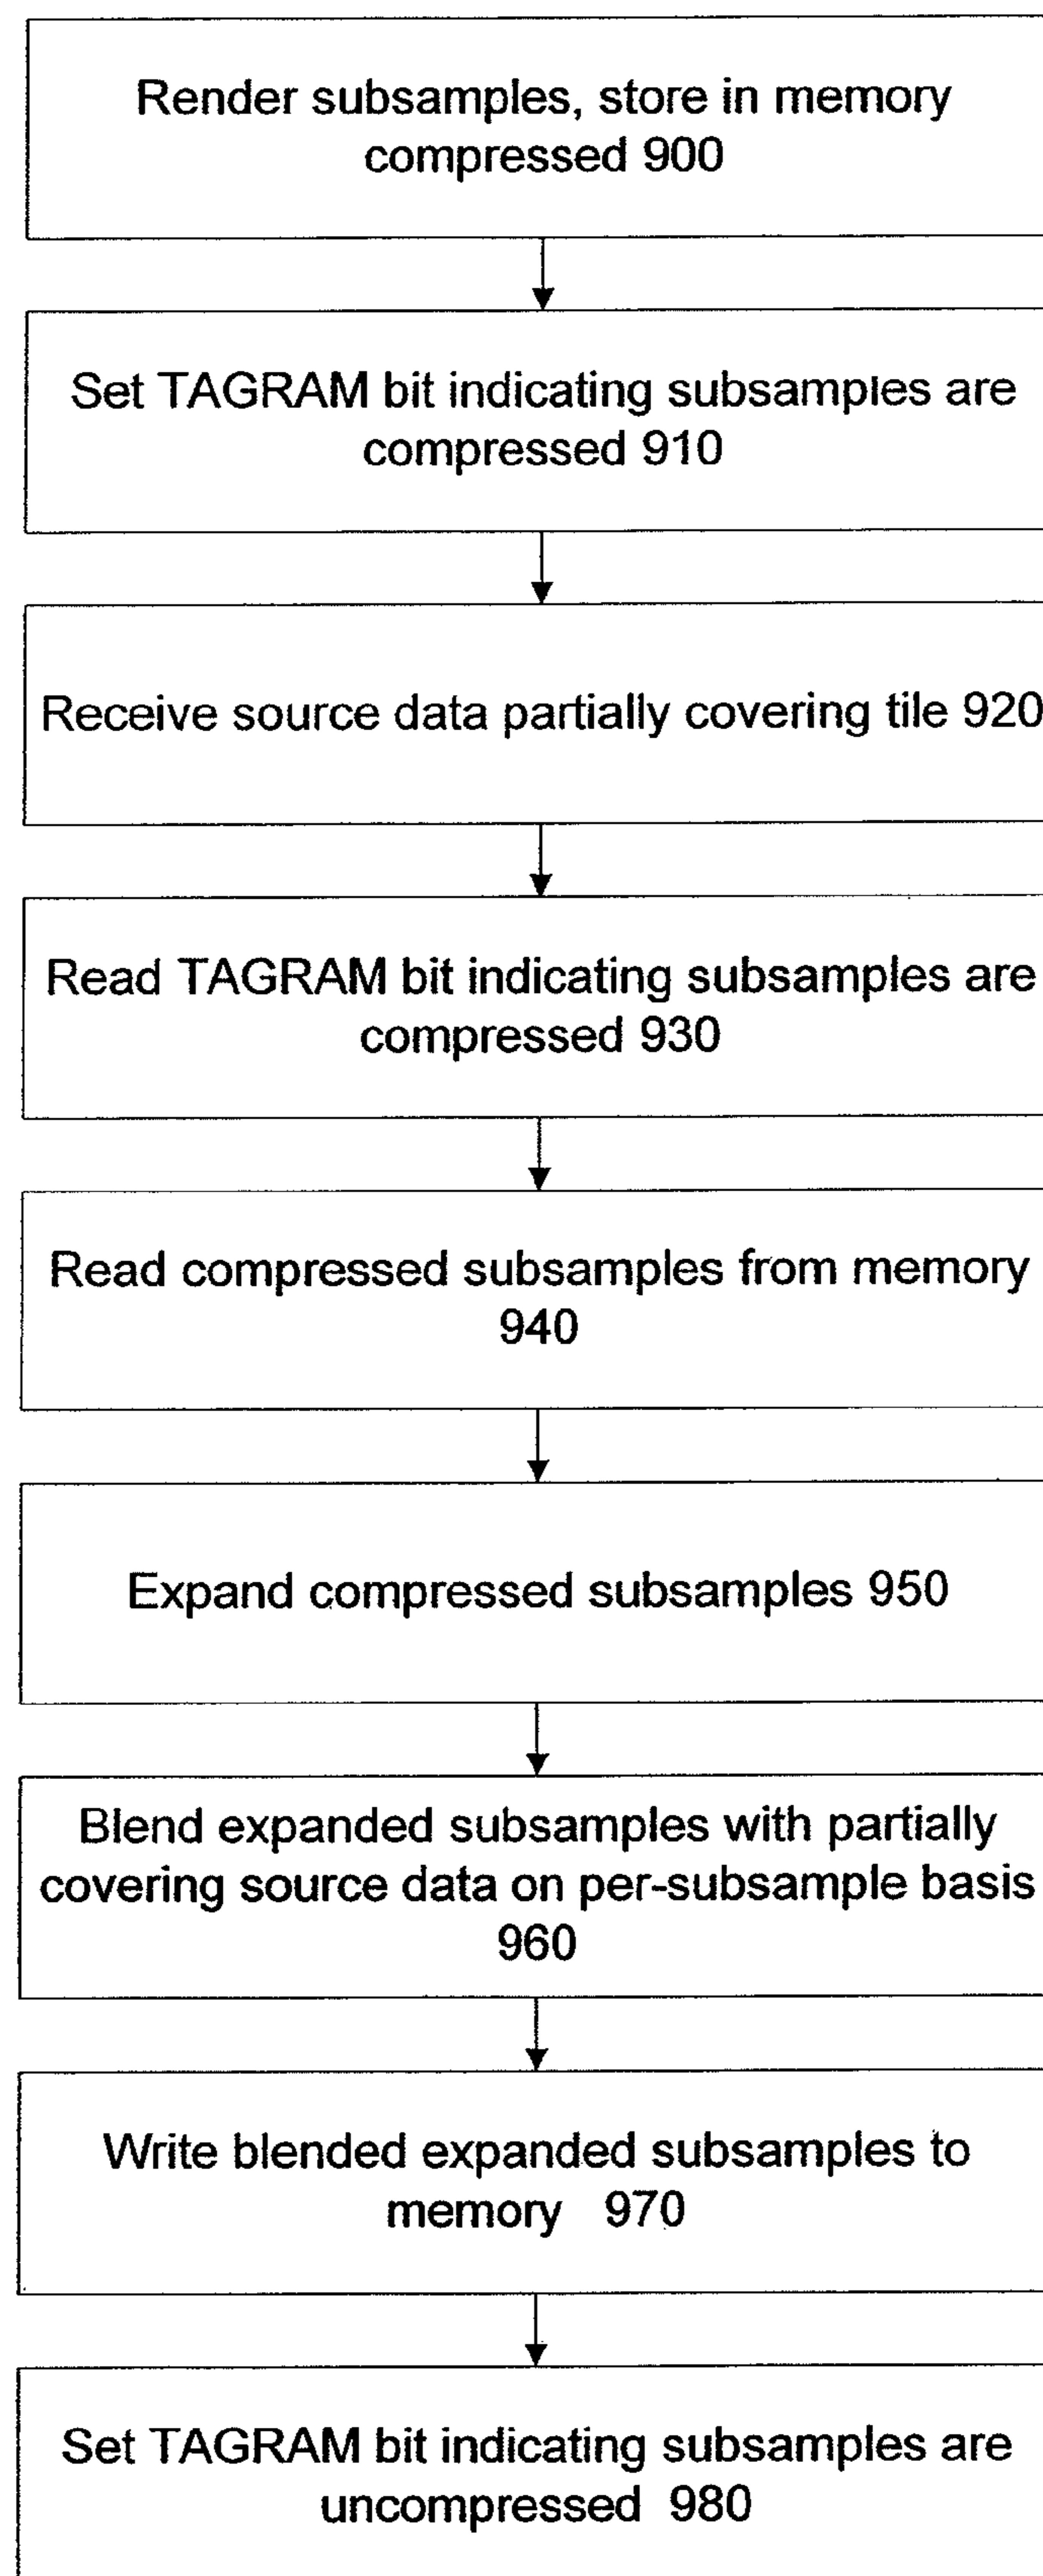 Render subsamples, store in memory
compressed 900
Set TAGRAM bit indicating subsamples are
compressed 910
Receive source data partially covering tile 920
Read TAGRAM bit indicating subsamples are
compressed 930
Read compressed subsamples from memory
940
Expand compressed subsamples 950
Blend expanded subsamples with partially
covering source data on per-subsample basis
960
Write blended expanded subsamples to
memory 970
Set TAGRAM bit indicating subsamples are
uncompressed 980